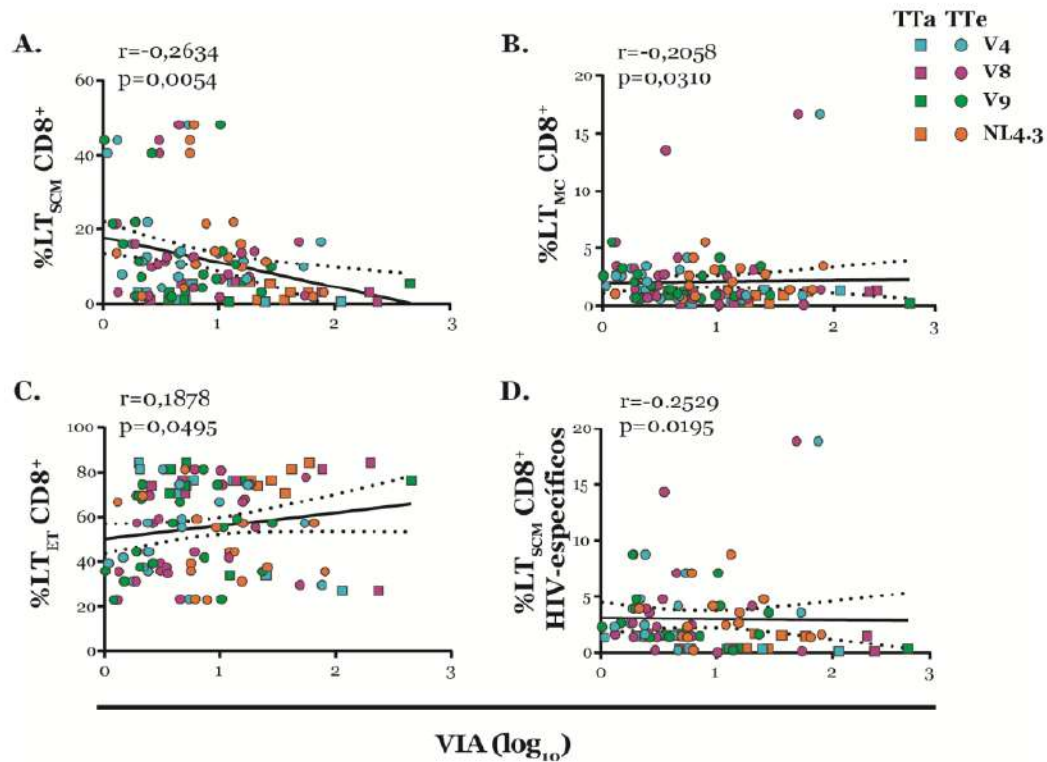 TTa TTe
V4
V8
V9
NL4.3
A.
r=-0,2634
p=0,0054
%LTSCM CD8+
60
40
20
0
0 1 2 3
B.
r=-0,2058
p=0,0310
%LTMC CD8+
20
15
10
5
0
0 1 2 3
C.
r=0,1878
p=0,0495
%LTET CD8+
100
80
60
40
20
0
0 1 2 3
D.
r=-0.2529
p=0.0195
%LTSCM CD8+
HIV-específicos
20
15
10
5
0
0 1 2 3
VIA (log10)